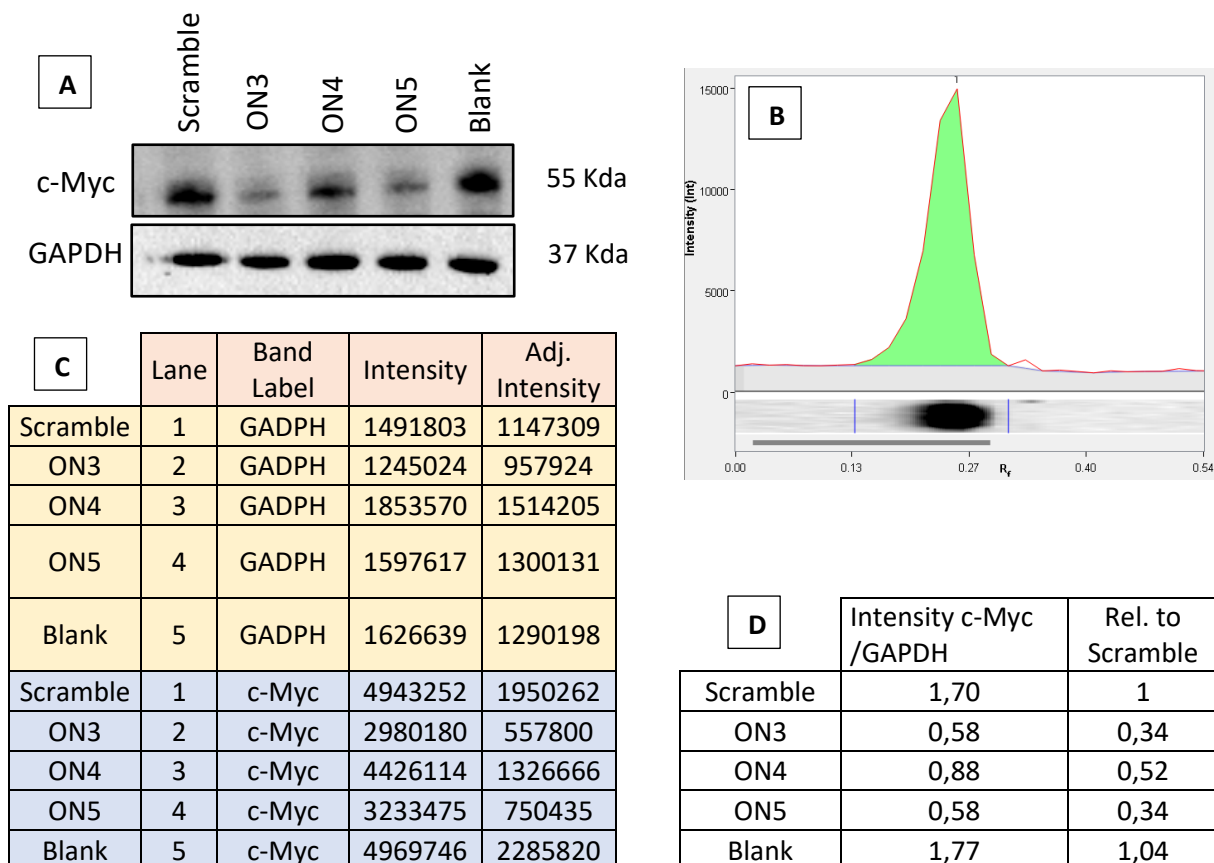 A
Scramble
ON3
ON4
ON5
Blank
c-Myc
55 Kda
GAPDH
37 Kda
B
15000
10000
5000
0
Intensity (Int)
0.00
0.13
0.27
Rf
0.40
0.54
C
Lane
Band Label
Intensity
Adj. Intensity
Scramble 1 GADPH 1491803 1147309
ON3 2 GADPH 1245024 957924
ON4 3 GADPH 1853570 1514205
ON5 4 GADPH 1597617 1300131
Blank 5 GADPH 1626639 1290198
Scramble 1 c-Myc 4943252 1950262
ON3 2 c-Myc 2980180 557800
ON4 3 c-Myc 4426114 1326666
ON5 4 c-Myc 3233475 750435
Blank 5 c-Myc 4969746 2285820
D
Intensity c-Myc
/GAPDH
Rel. to
Scramble
Scramble 1,70 1
ON3 0,58 0,34
ON4 0,88 0,52
ON5 0,58 0,34
Blank 1,77 1,04